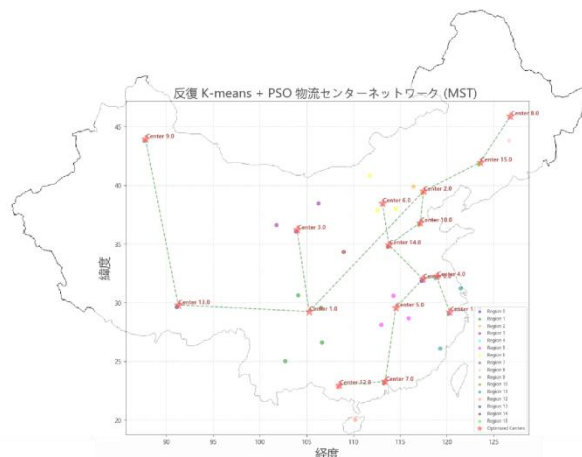 反復 K-means + PSO 物流センターネットワーク (MST)
Center 8.0
Center 9.0
Center 15.0
Center 2.0
Center 6.0
Center 10.0
Center 3.0
Center 14.0
Center 4.0
Center 13.0
Center 1.0
Center 5.0
Center 1
Center 7.0
Center 12.0
緯度
45
40
35
30
25
20
90
95
100
105
110
115
120
125
経度
Region 0
Region 1
Region 2
Region 3
Region 4
Region 5
Region 6
Region 7
Region 8
Region 9
Region 10
Region 11
Region 12
Region 13
Region 14
Region 15
Optimized Centers